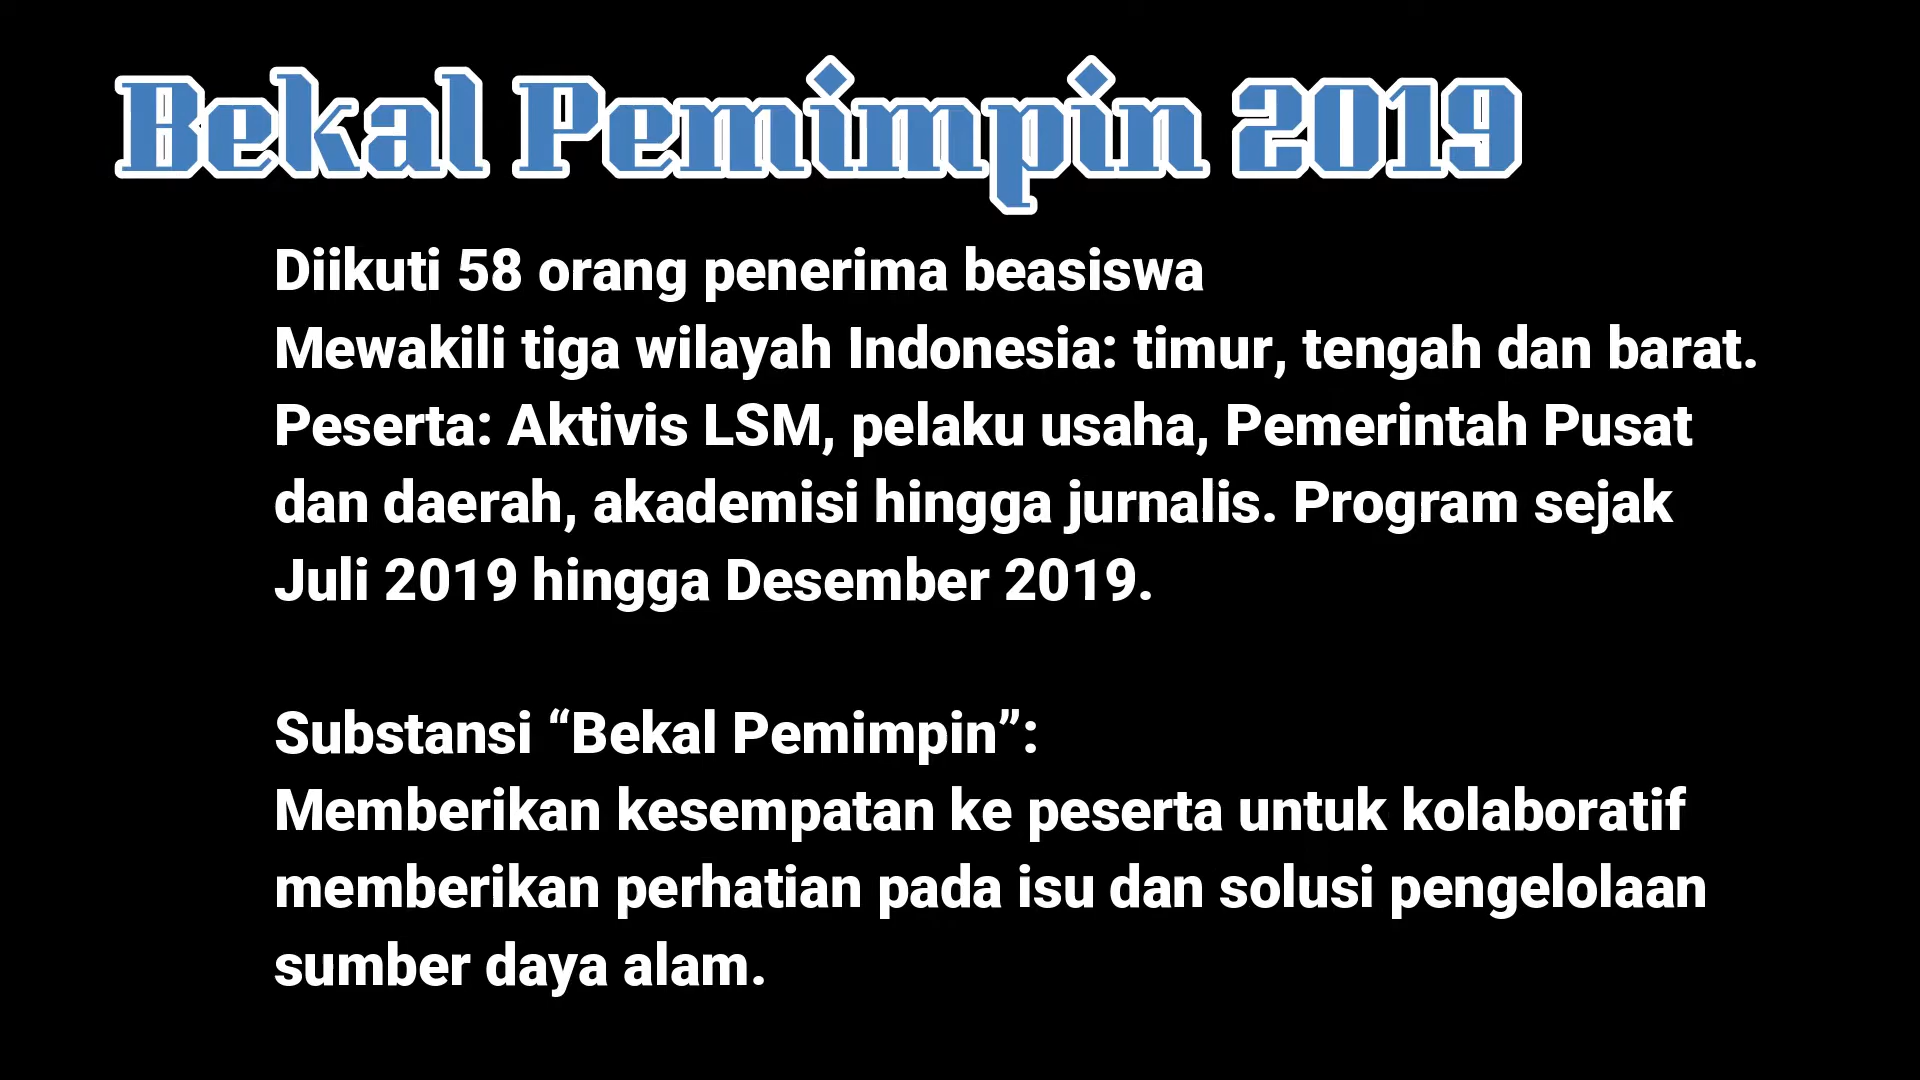 Bekal Pemimpin 2019
Diikuti 58 orang penerima beasiswa
Mewakili tiga wilayah Indonesia: timur, tengah dan barat.
Peserta: Aktivis LSM, pelaku usaha, Pemerintah Pusat
dan daerah, akademisi hingga jurnalis. Program sejak
Juli 2019 hingga Desember 2019.
Substansi “Bekal Pemimpin”:
Memberikan kesempatan ke peserta untuk kolaboratif
memberikan perhatian pada isu dan solusi pengelolaan
sumber daya alam.